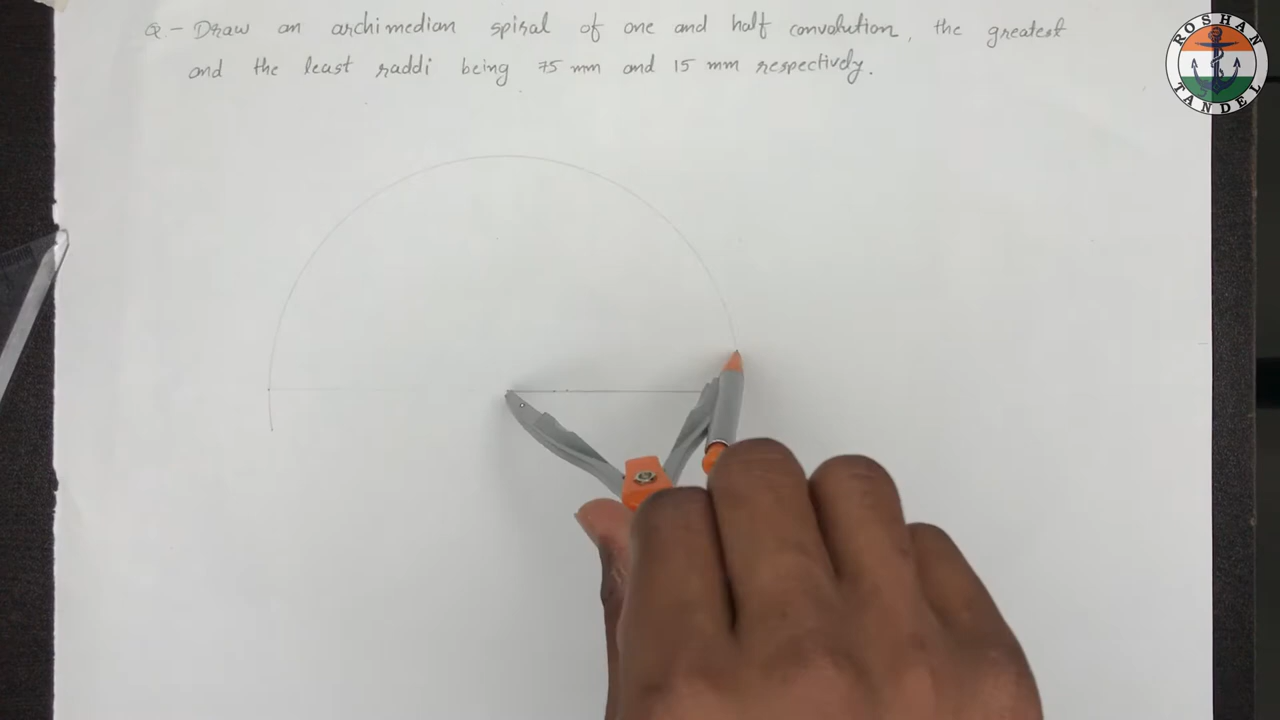 Q - Draw an archimedian spiral of one and half convolution, the greatest
and the least raddi being 75 mm and 15 mm respectively.
ROSHAN
TANDEL